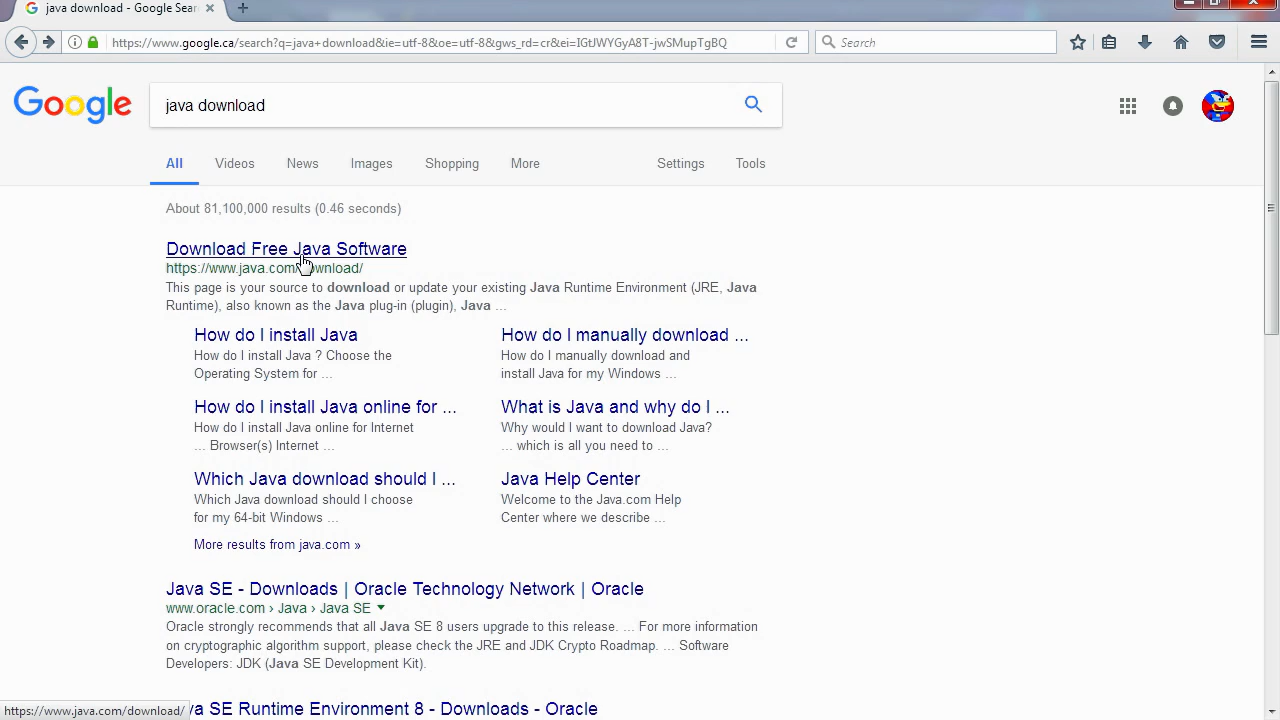 java download - Google Sear
https://www.google.ca/search?q=java+download&ie=utf-8&oe=utf-8&gws_rd=cr&ei=IGtJWYGyA8T-jwSMupTgBQ
Search
Google
java download
All Videos News Images Shopping More Settings Tools
About 81,100,000 results (0.46 seconds)
Download Free Java Software
https://www.java.com/download/
This page is your source to download or update your existing Java Runtime Environment (JRE, Java
Runtime), also known as the Java plug-in (plugin), Java ...
How do I install Java
How do I install Java ? Choose the
Operating System for ...
How do I manually download ...
How do I manually download and
install Java for my Windows ...
How do I install Java online for ...
How do I install Java online for Internet
... Browser(s) Internet ...
What is Java and why do I ...
Why would I want to download Java?
... which is all you need to ...
Which Java download should I ...
Which Java download should I choose
for my 64-bit Windows ...
Java Help Center
Welcome to the Java.com Help
Center where we describe ...
More results from java.com »
Java SE - Downloads | Oracle Technology Network | Oracle
www.oracle.com › Java › Java SE
Oracle strongly recommends that all Java SE 8 users upgrade to this release. ... For more information
on cryptographic algorithm support, please check the JRE and JDK Crypto Roadmap. ... Software
Developers: JDK (Java SE Development Kit).
va SE Runtime Environment 8 - Downloads - Oracle
https://www.java.com/download/